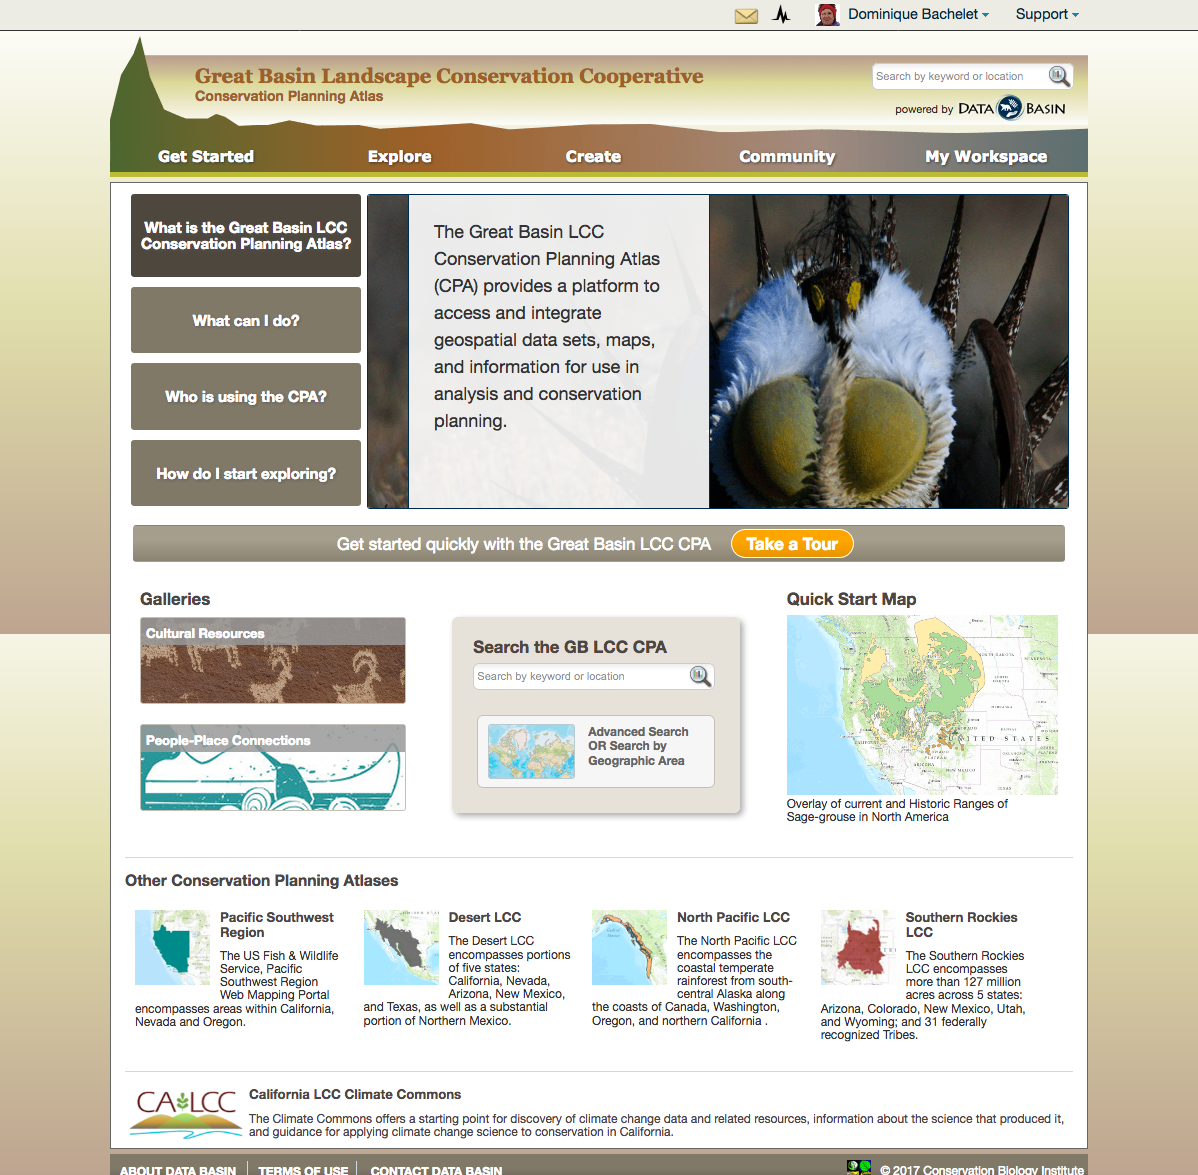 Dominique Bachelet
Support
Great Basin Landscape Conservation Cooperative
Conservation Planning Atlas
Search by keyword or location
powered by DATA BASIN
Get Started
Explore
Create
Community
My Workspace
What is the Great Basin LCC
Conservation Planning Atlas?
What can I do?
Who is using the CPA?
How do I start exploring?
The Great Basin LCC
Conservation Planning Atlas
(CPA) provides a platform to
access and integrate
geospatial data sets, maps,
and information for use in
analysis and conservation
planning.
Get started quickly with the Great Basin LCC CPA
Take a Tour
Galleries
Cultural Resources
People-Place Connections
Search the GB LCC CPA
Search by keyword or location
Advanced Search
OR Search by
Geographic Area
Quick Start Map
UNITED STATES
Overlay of current and Historic Ranges of
Sage-grouse in North America
Other Conservation Planning Atlases
Pacific Southwest
Region
The US Fish & Wildlife
Service, Pacific
Southwest Region
Web Mapping Portal
encompasses areas within California,
Nevada and Oregon.
Desert LCC
The Desert LCC
encompasses portions
of five states:
California, Nevada,
Arizona, New Mexico,
and Texas, as well as a substantial
portion of Northern Mexico.
North Pacific LCC
The North Pacific LCC
encompasses the
coastal temperate
rainforest from south-
central Alaska along
the coasts of Canada, Washington,
Oregon, and northern California .
Southern Rockies
LCC
The Southern Rockies
LCC encompasses
more than 127 million
acres across 5 states:
Arizona, Colorado, New Mexico, Utah,
and Wyoming; and 31 federally
recognized Tribes.
CA LCC
California LCC Climate Commons
The Climate Commons offers a starting point for discovery of climate change data and related resources, information about the science that produced it,
and guidance for applying climate change science to conservation in California.
ABOUT DATA BASIN
TERMS OF USE
CONTACT DATA BASIN
© 2017 Conservation Biology Institute